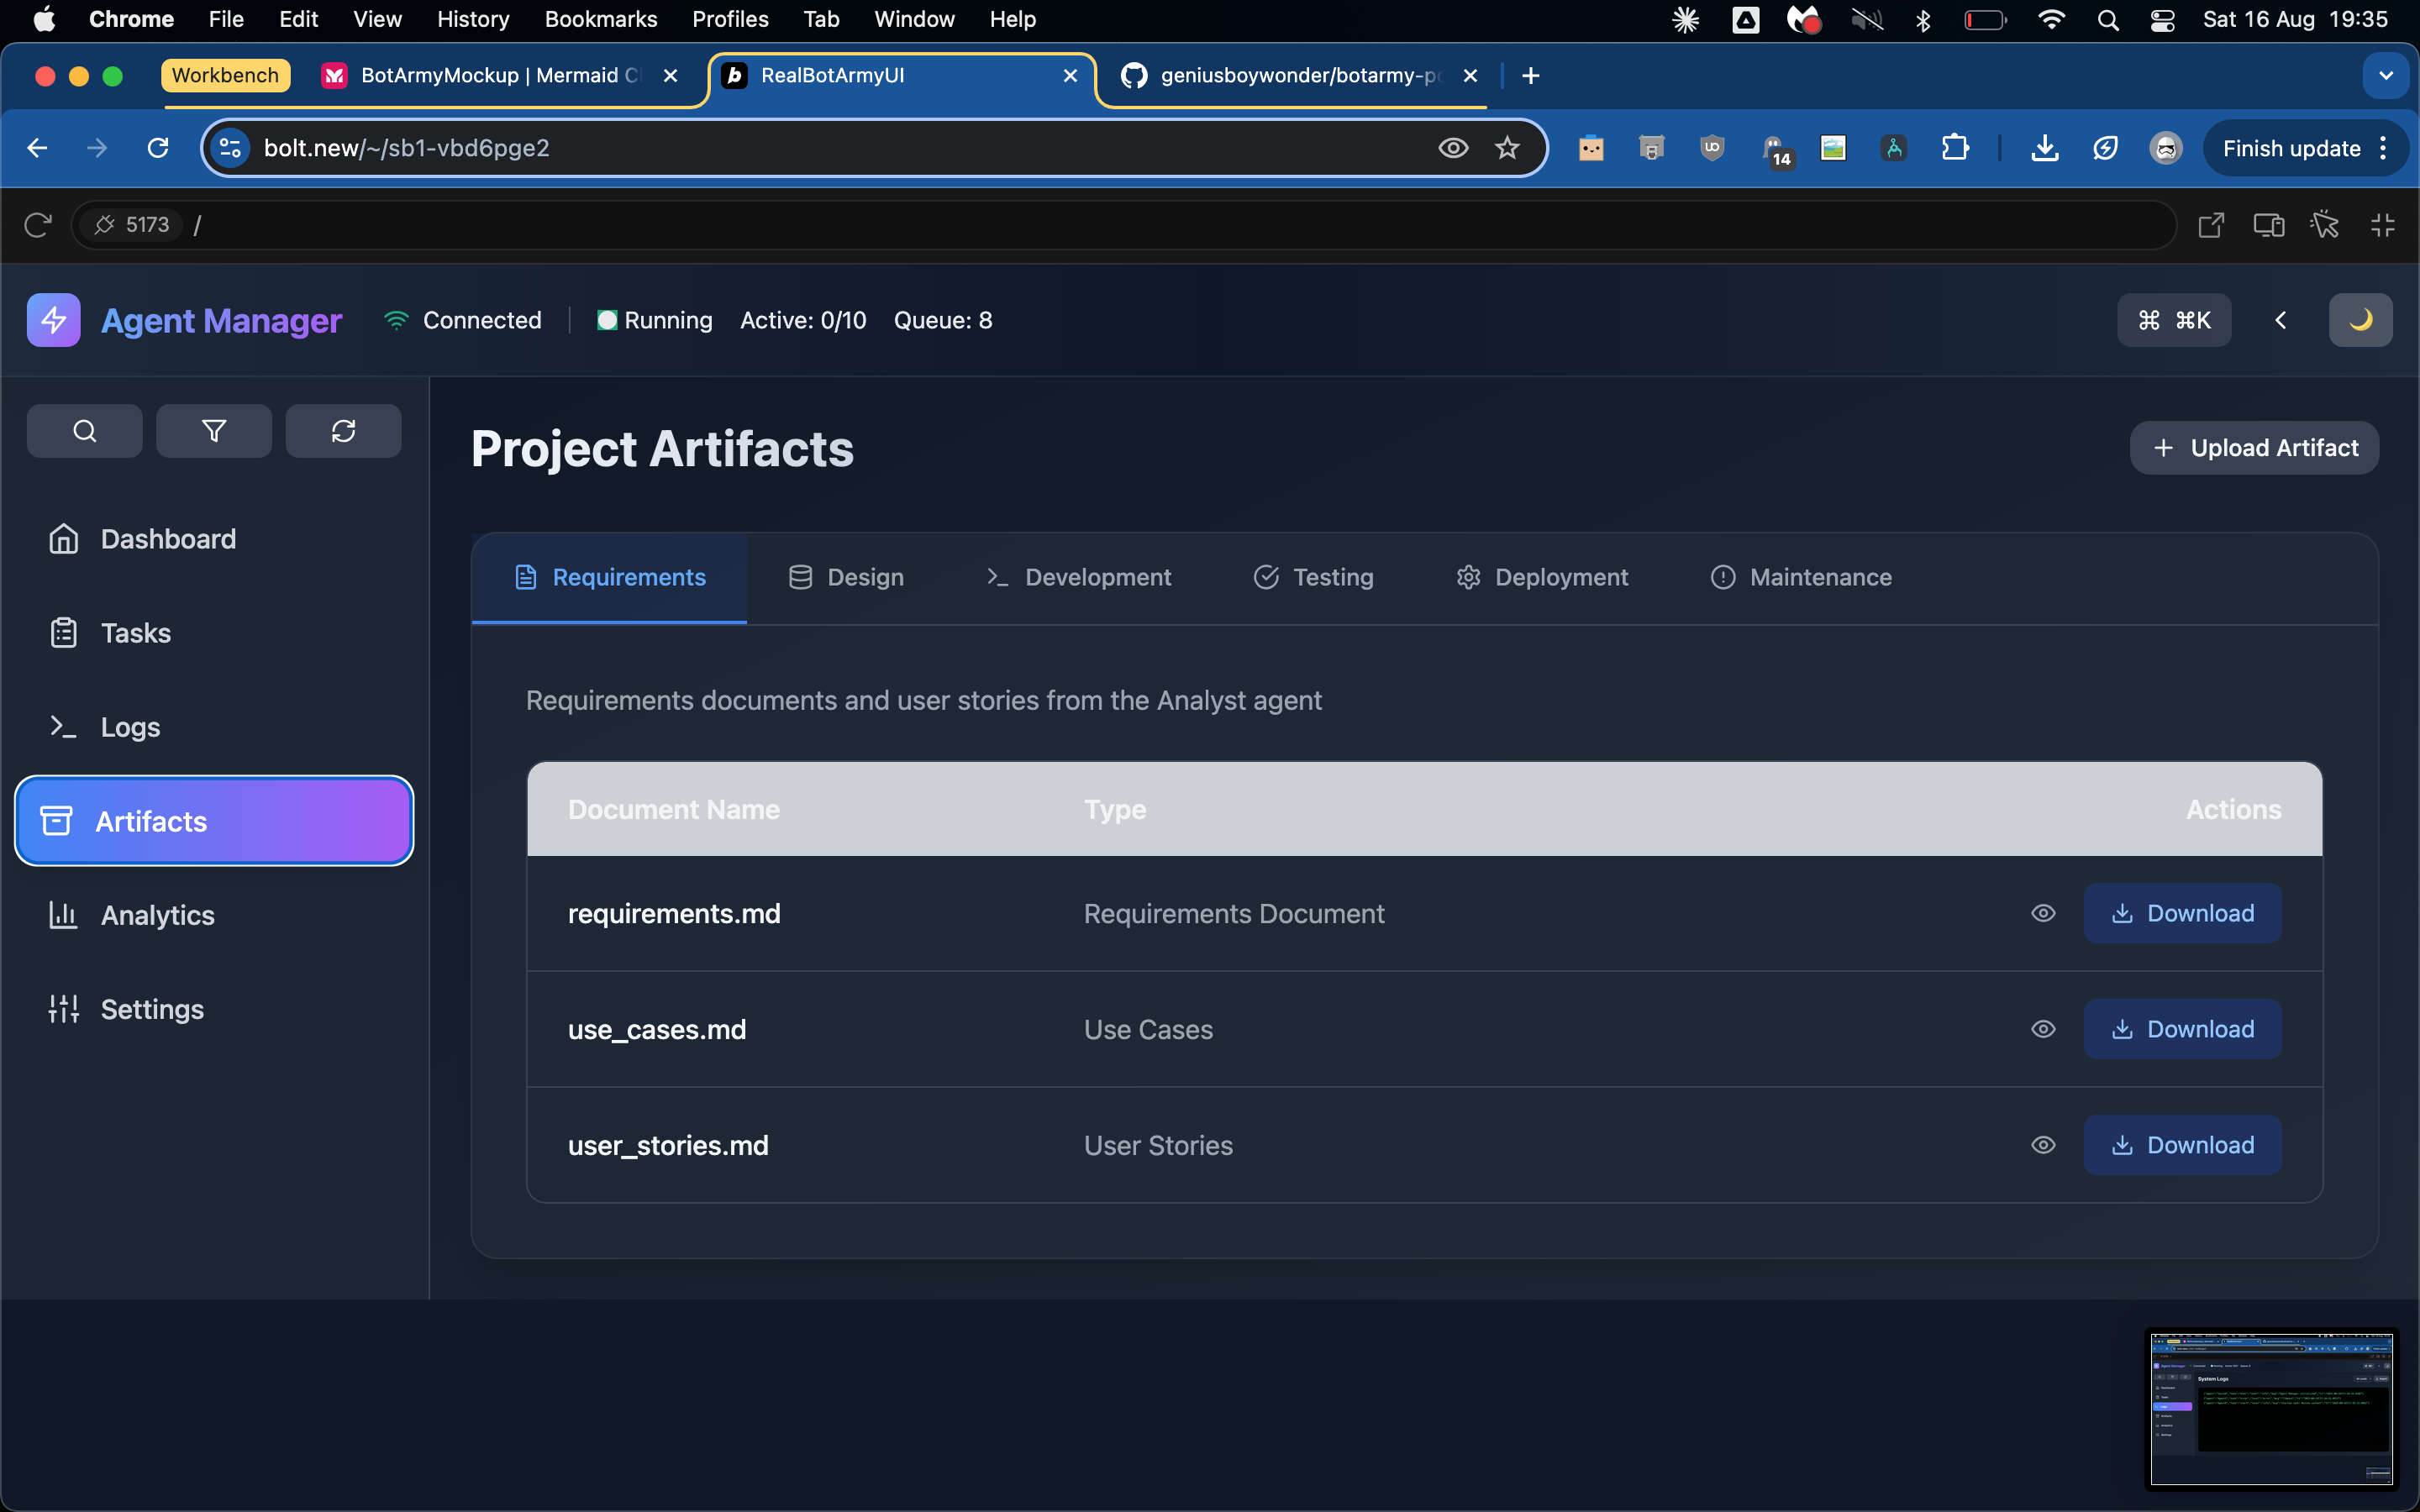 Chrome File Edit View History Bookmarks Profiles Tab Window Help Sat 16 Aug 19:35
Workbench BotArmyMockup | Mermaid C RealBotArmyUI geniusboywonder/botarmy-p
bolt.new/~/sb1-vbd6pge2 14 Finish update
5173 /
Agent Manager Connected Running Active: 0/10 Queue: 8 ⌘ ⌘K
Project Artifacts
Upload Artifact
Dashboard
Tasks
Logs
Artifacts
Analytics
Settings
Requirements Design Development Testing Deployment Maintenance
Requirements documents and user stories from the Analyst agent
Document Name Type Actions
requirements.md Requirements Document Download
use_cases.md Use Cases Download
user_stories.md User Stories Download
System Logs